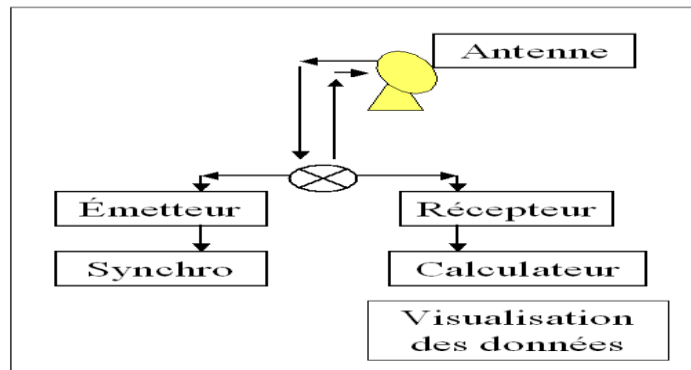 Antenne
Émetteur
Récepteur
Synchro
Calculateur
Visualisation
des données